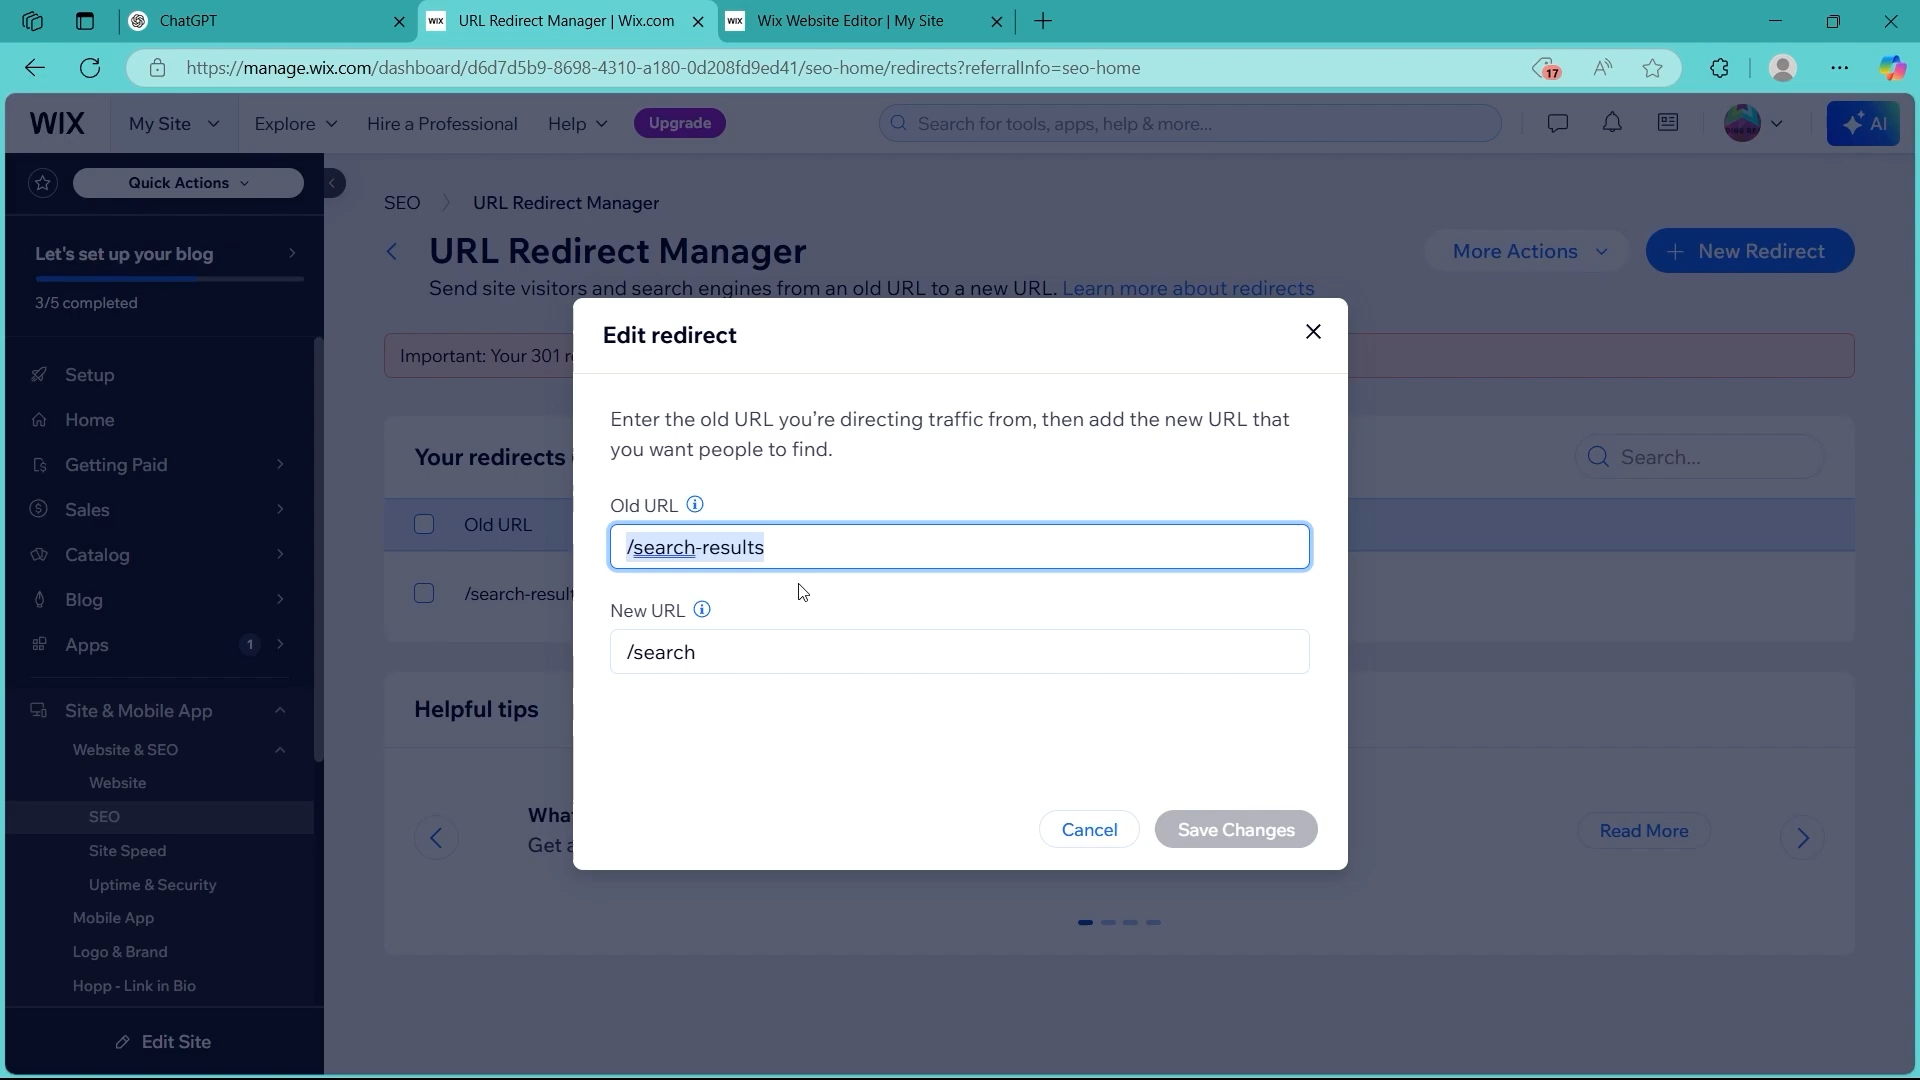 ChatGPT
URL Redirect Manager | Wix.com
Wix Website Editor | My Site
https://manage.wix.com/dashboard/d6d7d5b9-8698-4310-a180-0d208fd9ed41/seo-home/redirects?referralInfo=seo-home
17
WIX
My Site
Explore
Hire a Professional
Help
Upgrade
Search for tools, apps, help & more...
AI
Quick Actions
Let's set up your blog
3/5 completed
Setup
Home
Getting Paid
Sales
Catalog
Blog
Apps
1
Site & Mobile App
Website & SEO
Website
SEO
Site Speed
Uptime & Security
Mobile App
Logo & Brand
Hopp - Link in Bio
Edit Site
SEO
URL Redirect Manager
URL Redirect Manager
Send site visitors and search engines from an old URL to a new URL. Learn more about redirects
More Actions
New Redirect
Important: Your 301
Your redirects
Search...
Old URL
/search-result
Helpful tips
Read More
Edit redirect
Enter the old URL you're directing traffic from, then add the new URL that
you want people to find.
Old URL
/search-results
New URL
/search
Cancel
Save Changes